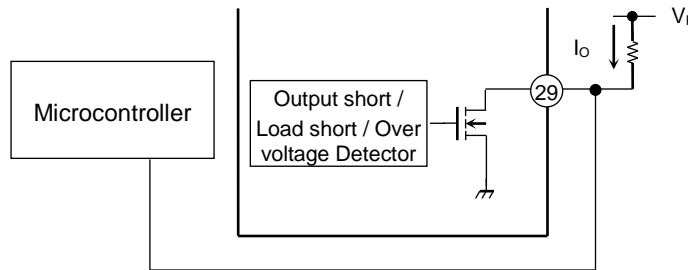 V
Iₒ
29
Output short /
Load short / Over
voltage Detector
Microcontroller